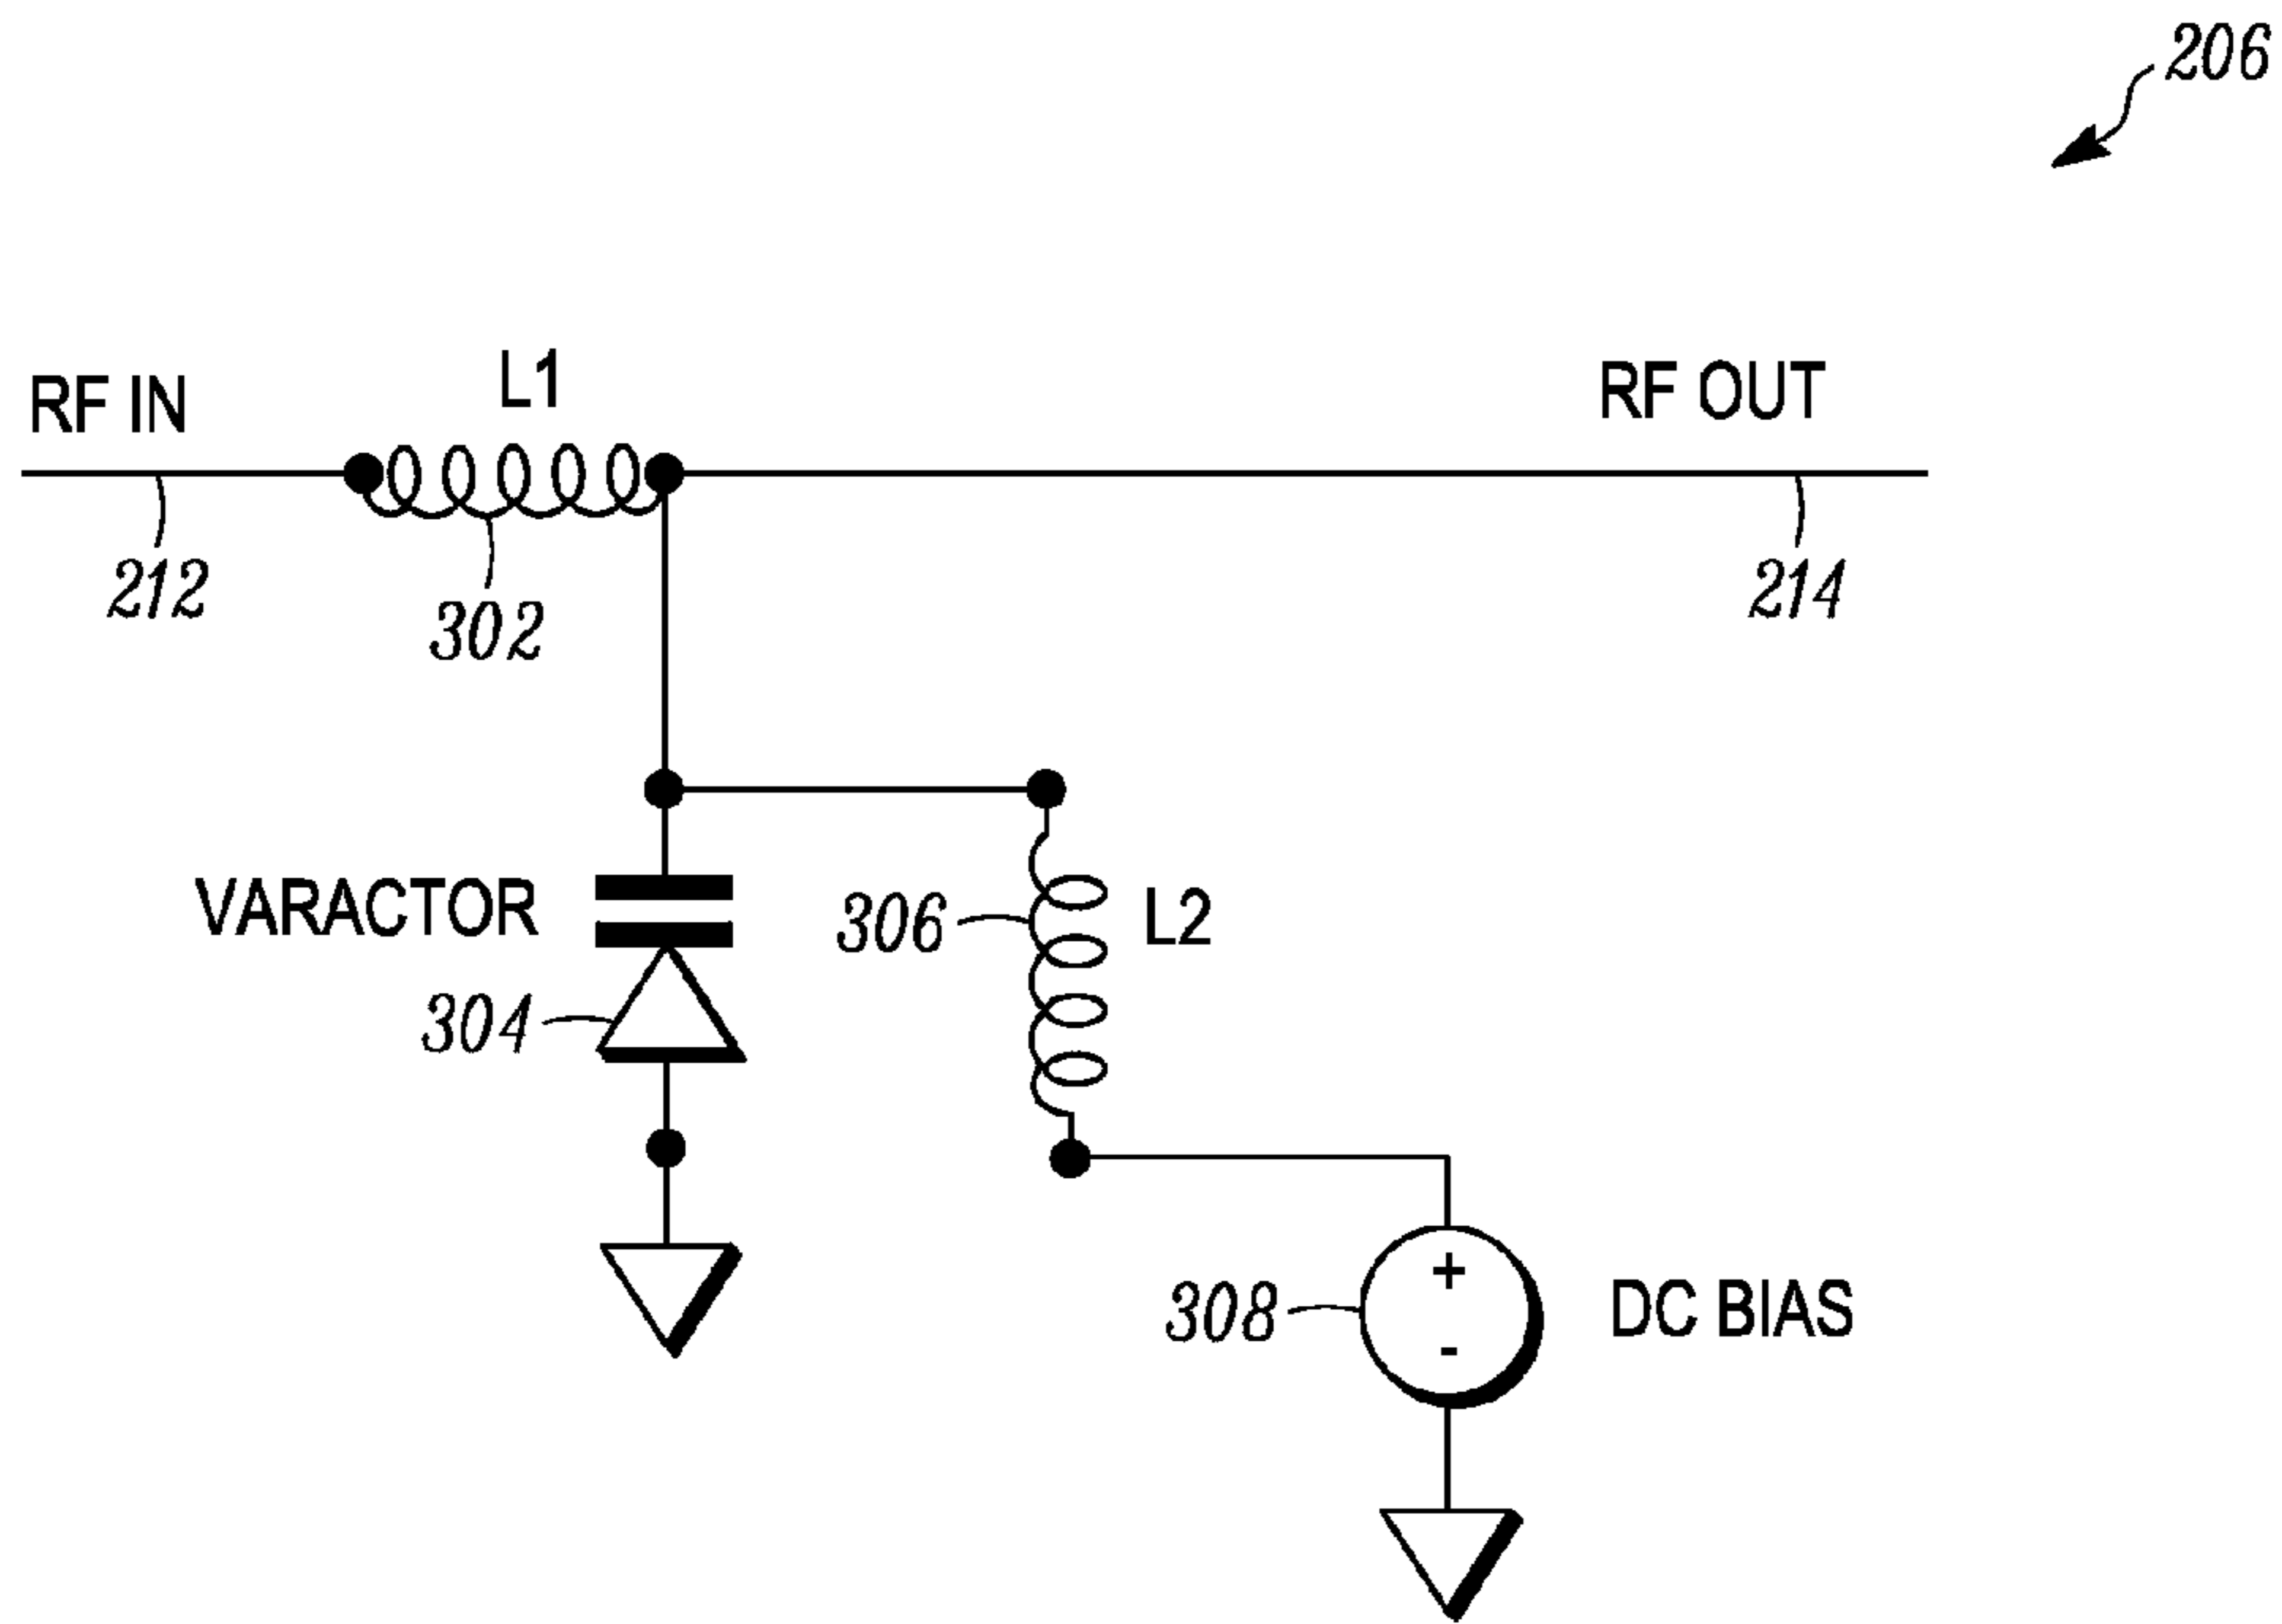 206
L1
RF IN
RF OUT
212
302
214
VARACTOR
306
L2
304
308
+
-
DC BIAS